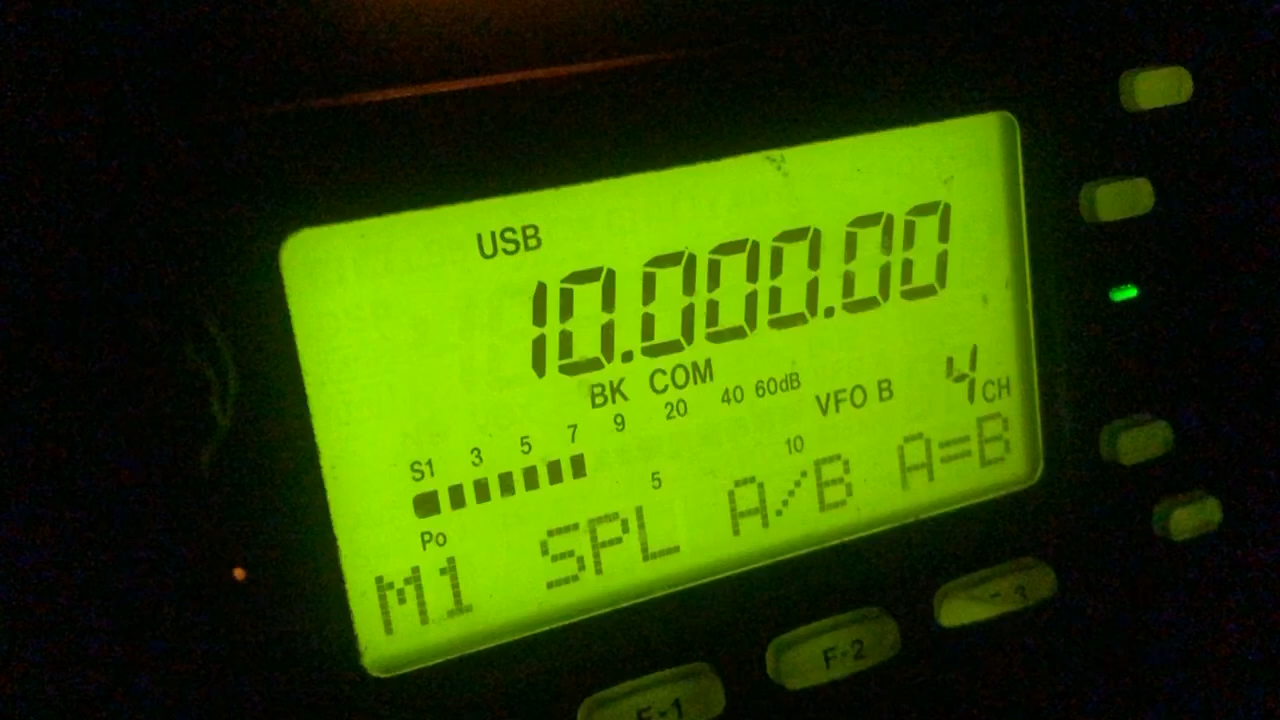 USB
10.000.00
BK COM
S1 3 5 7 9 20 40 60dB VFO B 4CH
Po 5 10
M1 SPL A/B A=B
F-1 F-2